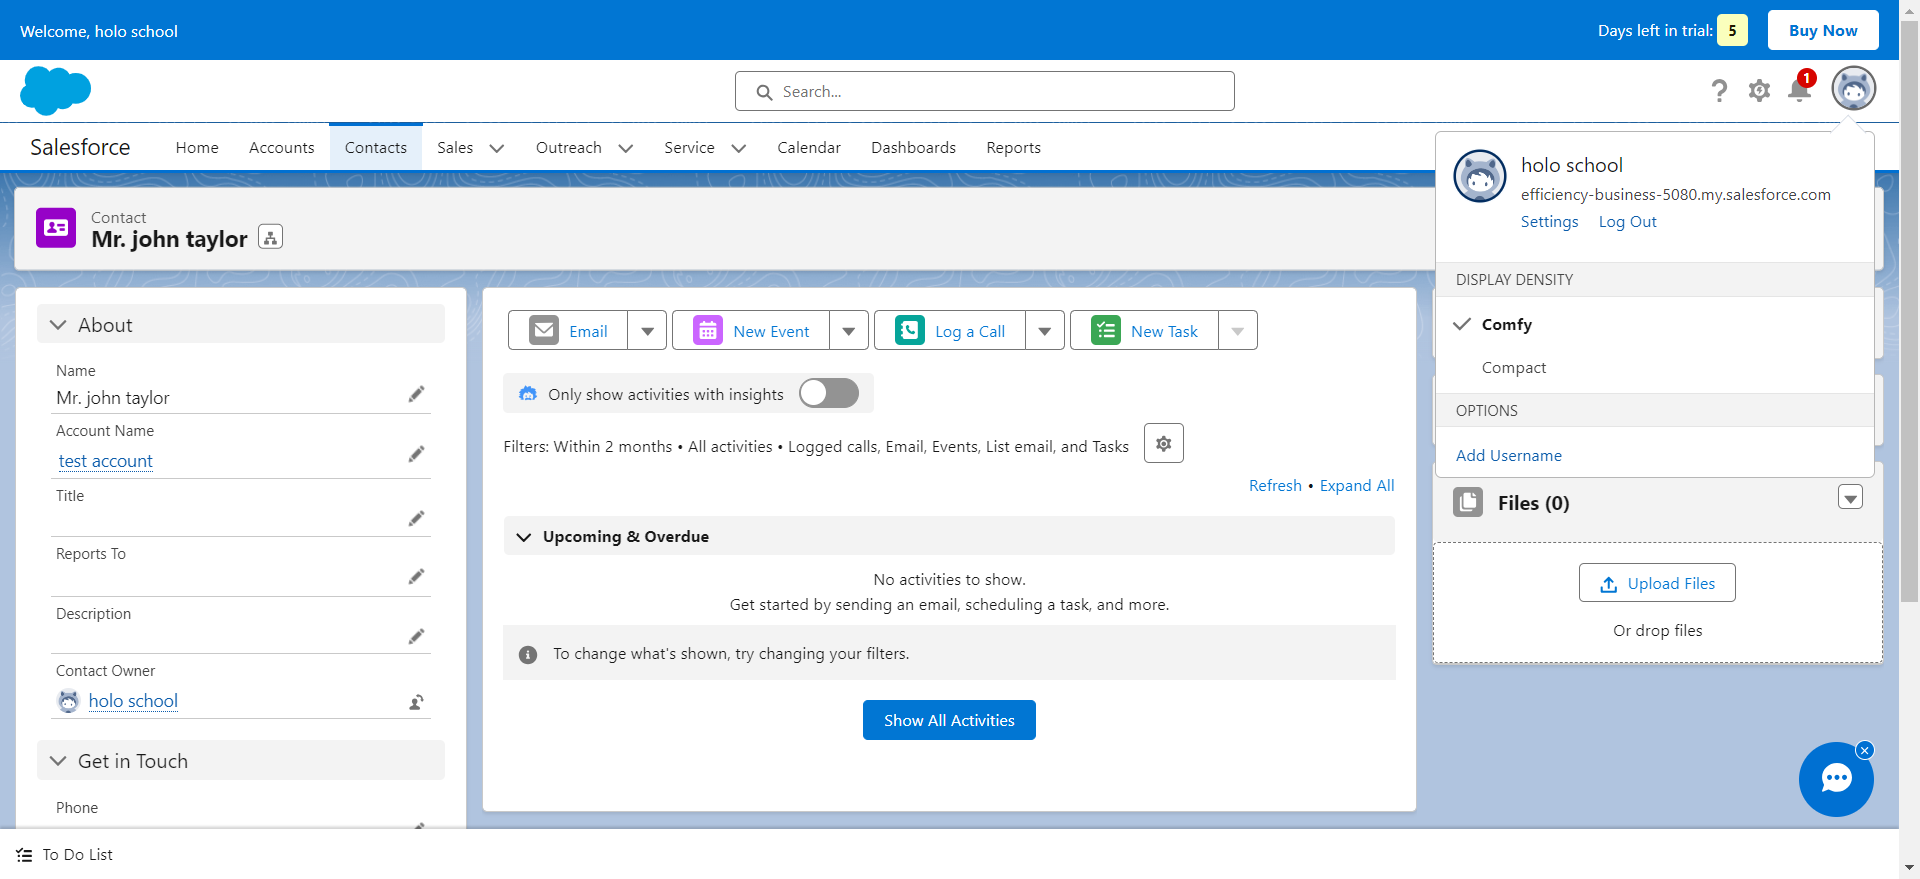 Welcome, holo school
Days left in trial: 5
Buy Now
Search...
1
Salesforce
Home
Accounts
Contacts
Sales
Outreach
Service
Calendar
Dashboards
Reports
Contact
Mr. john taylor
holo school
efficiency-business-5080.my.salesforce.com
Settings
Log Out
DISPLAY DENSITY
Comfy
Compact
OPTIONS
Add Username
About
Name
Mr. john taylor
Account Name
test account
Title
Reports To
Description
Contact Owner
holo school
Get in Touch
Phone
Email
New Event
Log a Call
New Task
Only show activities with insights
Filters: Within 2 months • All activities • Logged calls, Email, Events, List email, and Tasks
Refresh • Expand All
Upcoming & Overdue
No activities to show.
Get started by sending an email, scheduling a task, and more.
To change what's shown, try changing your filters.
Show All Activities
Files (0)
Upload Files
Or drop files
To Do List